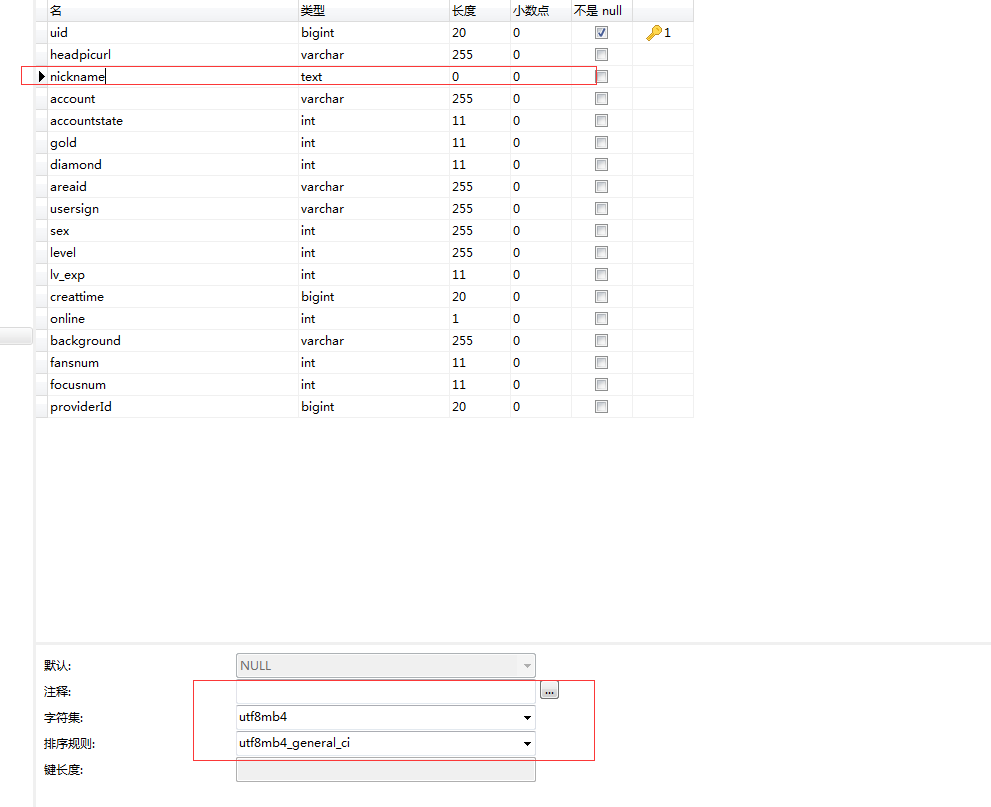 名 类型 长度 小数点 不是 null
uid bigint 20 0 1
headpicurl varchar 255 0
nickname text 0 0
account varchar 255 0
accountstate int 11 0
gold int 11 0
diamond int 11 0
areaid varchar 255 0
usersign varchar 255 0
sex int 255 0
level int 255 0
lv_exp int 11 0
creattime bigint 20 0
online int 1 0
background varchar 255 0
fansnum int 11 0
focusnum int 11 0
providerId bigint 20 0
默认: NULL
注释: ...
字符集: utf8mb4
排序规则: utf8mb4_general_ci
键长度: